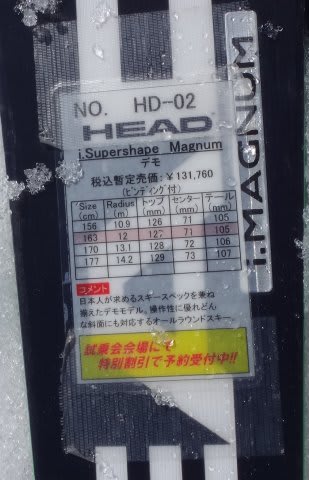 NO. HD-02
HEAD
i.Supershape Magnum
デモ
税込暫定売価：￥131,760
(ビンディング付)
Size (cm) Radius (m) トップ (mm) センター (mm) テール (mm)
156 10.9 126 71 105
163 12 127 71 105
170 13.1 128 72 106
177 14.2 129 73 107
コメント
日本人が求めるスキースペックを兼ね
揃えたデモモデル。操作性に優れどん
な斜面にも対応するオールラウンドスキー。
試乗会会場にて
特別割引で予約受付中!!
i.MAGNUM